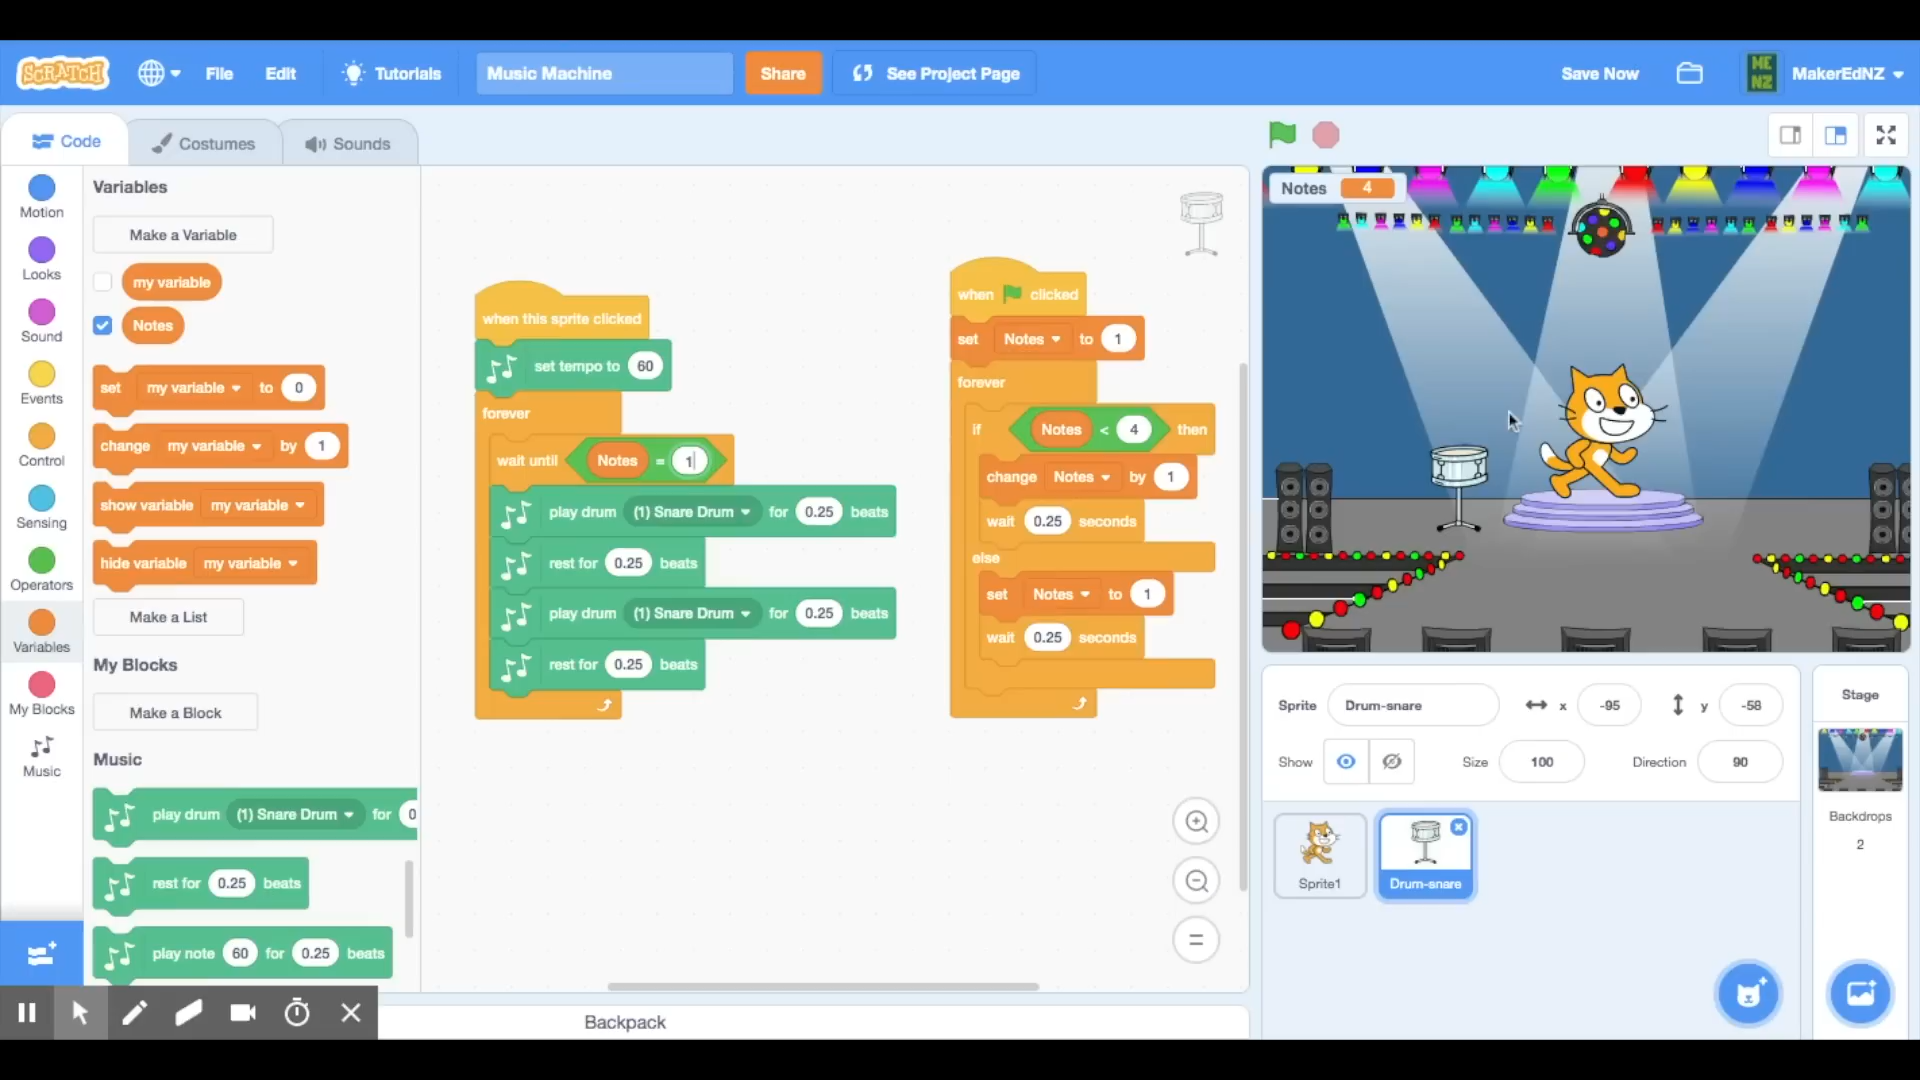 SCRATCH File Edit Tutorials Music Machine Share See Project Page Save Now ME NZ MakerEdNZ
Code Costumes Sounds
Motion
Looks
Sound
Events
Control
Sensing
Operators
Variables
My Blocks
Music
Variables
Make a Variable
my variable
Notes
set my variable to 0
change my variable by 1
show variable my variable
hide variable my variable
Make a List
My Blocks
Make a Block
Music
play drum (1) Snare Drum for 0
rest for 0.25 beats
play note 60 for 0.25 beats
when this sprite clicked
set tempo to 60
forever
wait until Notes = 1
play drum (1) Snare Drum for 0.25 beats
rest for 0.25 beats
play drum (1) Snare Drum for 0.25 beats
rest for 0.25 beats
when clicked
set Notes to 1
forever
if Notes < 4 then
change Notes by 1
wait 0.25 seconds
else
set Notes to 1
wait 0.25 seconds
Backpack
Notes 4
Sprite Drum-snare x -95 y -58
Show Size 100 Direction 90
Sprite1
Drum-snare
Stage
Backdrops
2